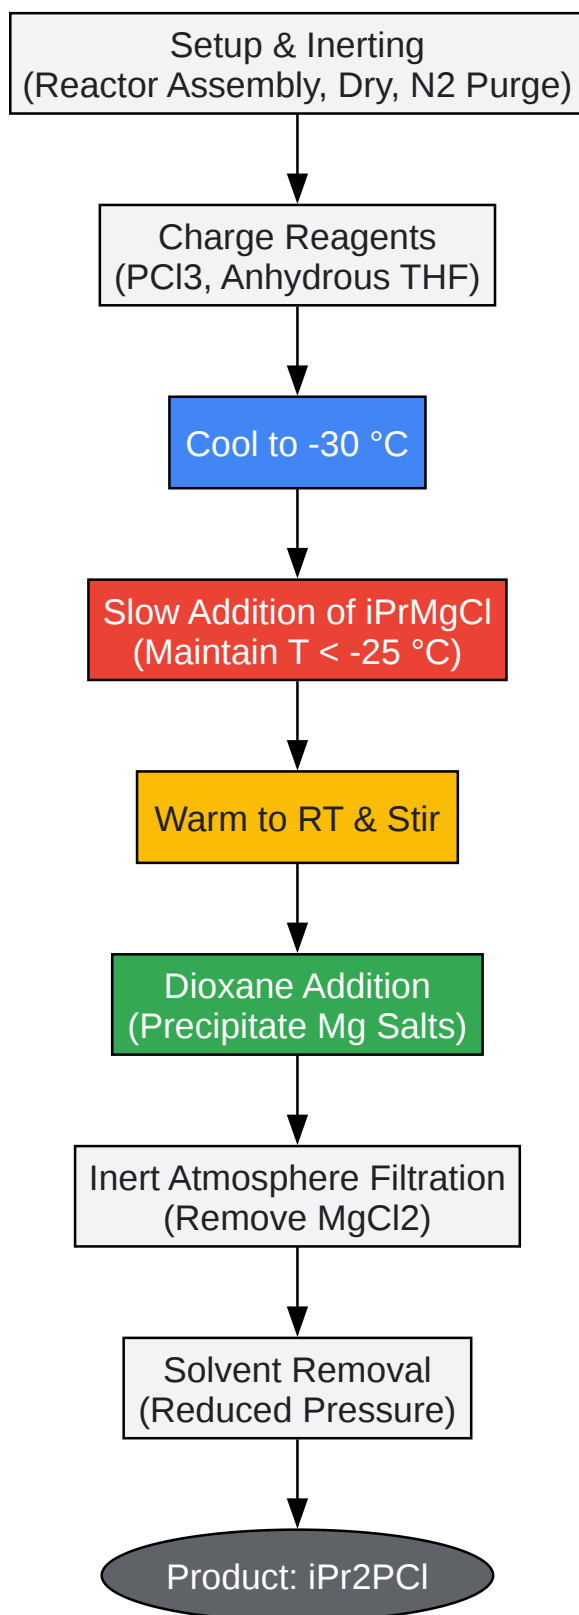 Setup & Inerting
(Reactor Assembly, Dry, N2 Purge)
Charge Reagents
(PCl3, Anhydrous THF)
Cool to -30 °C
Slow Addition of iPrMgCl
(Maintain T < -25 °C)
Warm to RT & Stir
Dioxane Addition
(Precipitate Mg Salts)
Inert Atmosphere Filtration
(Remove MgCl2)
Solvent Removal
(Reduced Pressure)
Product: iPr2PCl